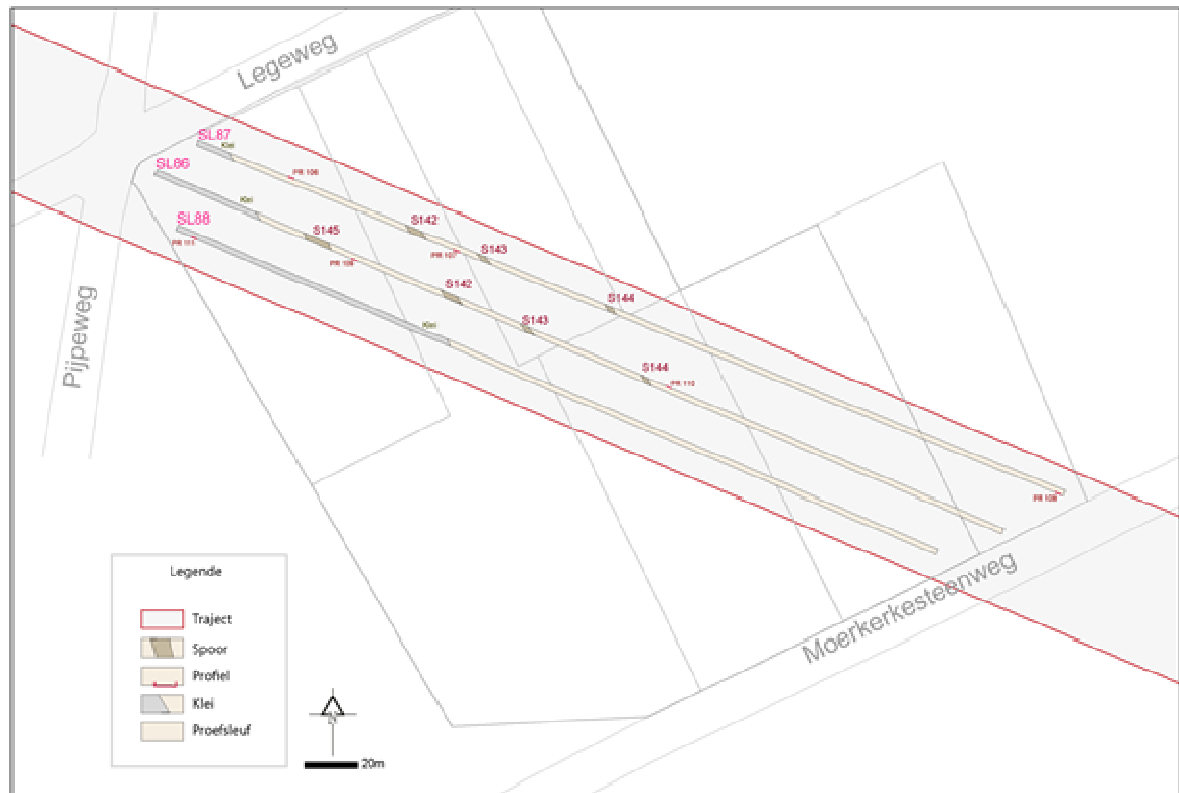 Legeweg
SL87
Klei
SL86
PR 106
Klei
SL88
S142
S145
PR 111
PR 107
S143
PR 109
S142
S144
Pijpeweg
Klei
S143
S144
PR 110
PR 108
Moerkerkesteenweg
Legende
Traject
Spoor
Profiel
Klei
Proefsleuf
N
20m